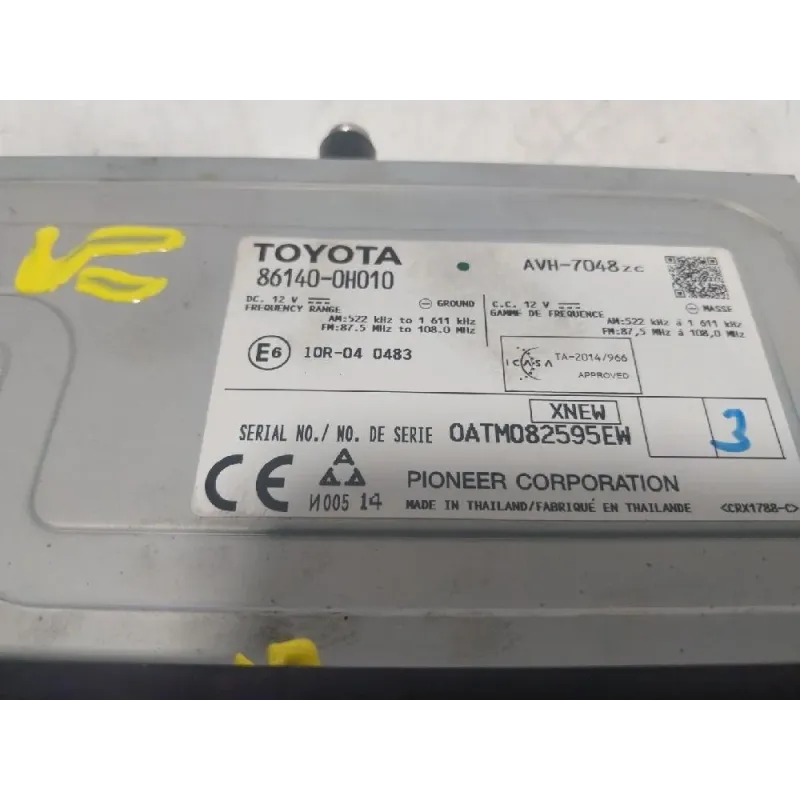 TOYOTA
86140-0H010
AVH-7048zc
DC. 12 V
GROUND
FREQUENCY RANGE
AM:522 kHz to 1 611 kHz
FM:87.5 MHz to 108.0 MHz
C.C. 12 V
MASSE
GAMME DE FREQUENCE
AM:522 kHz à 1 611 kHz
FM:87,5 MHz à 108,0 MHz
E6 10R-04 0483
ICASA TA-2014/966
APPROVED
XNEW
SERIAL NO./ NO. DE SERIE 0ATM082595EW
3
CE
И005 14
PIONEER CORPORATION
MADE IN THAILAND/FABRIQUÉ EN THAILANDE
<CRX1788-C>